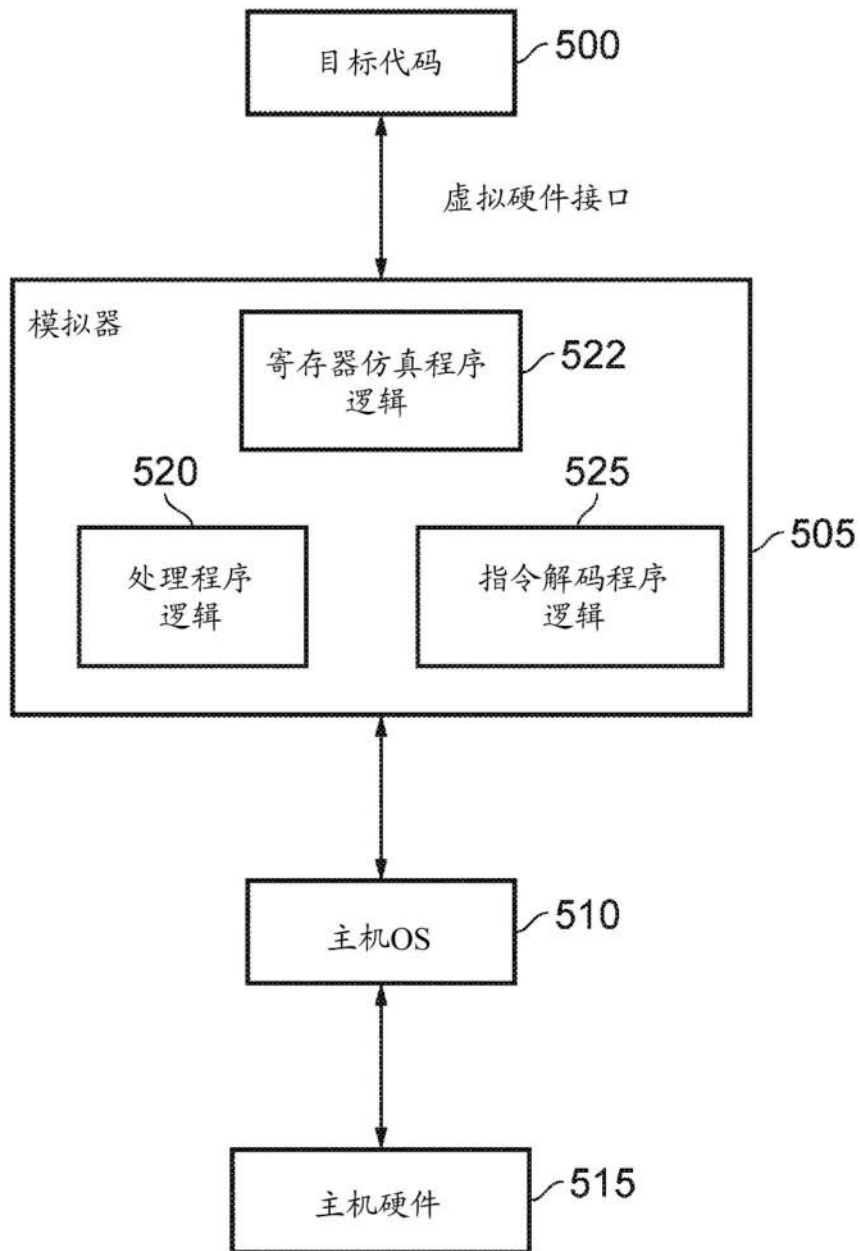 目标代码
500
虚拟硬件接口
模拟器
寄存器仿真程序
逻辑
522
520
525
505
处理程序
逻辑
指令解码程序
逻辑
主机OS
510
主机硬件
515